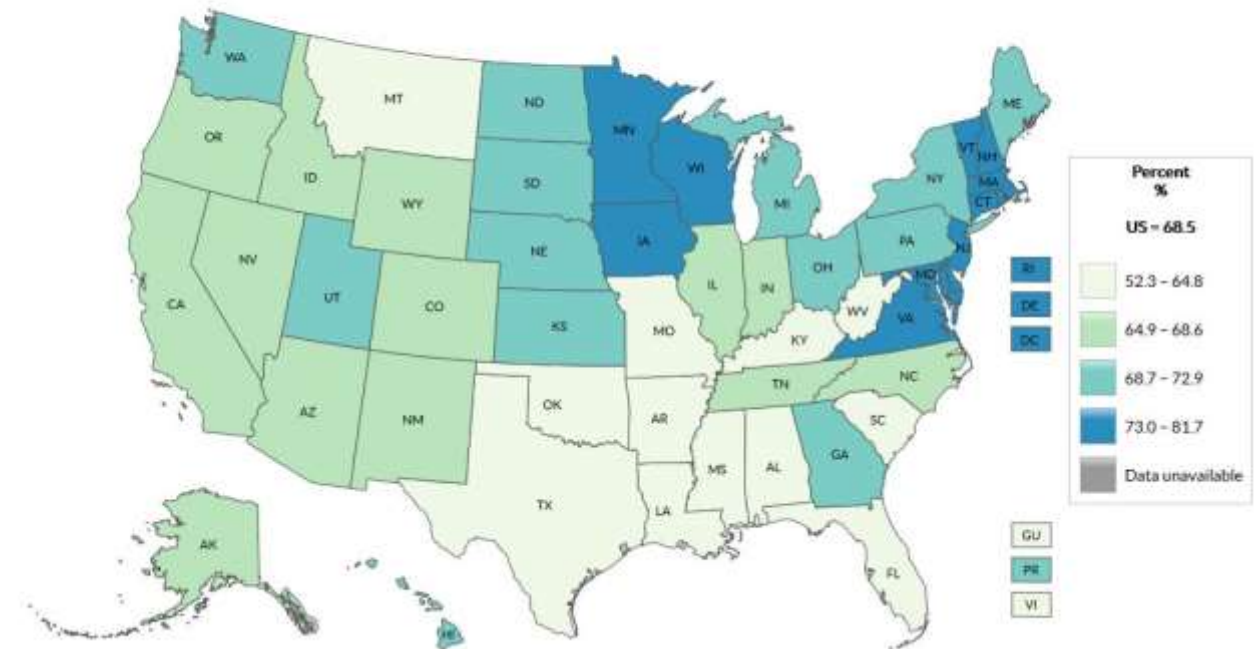 WA
MT
ND
MN
ME
OR
ID
WY
SD
WI
MI
VT
NH
NY
MA
CT
NV
UT
CO
NE
IA
IL
IN
OH
PA
NJ
MD
CA
KS
MO
KY
WV
VA
AZ
NM
OK
AR
TN
NC
TX
LA
MS
AL
GA
SC
FL
AK
HI
RI
DE
DC
GU
PR
VI
Percent
%
US = 68.5
52.3 – 64.8
64.9 – 68.6
68.7 – 72.9
73.0 – 81.7
Data unavailable